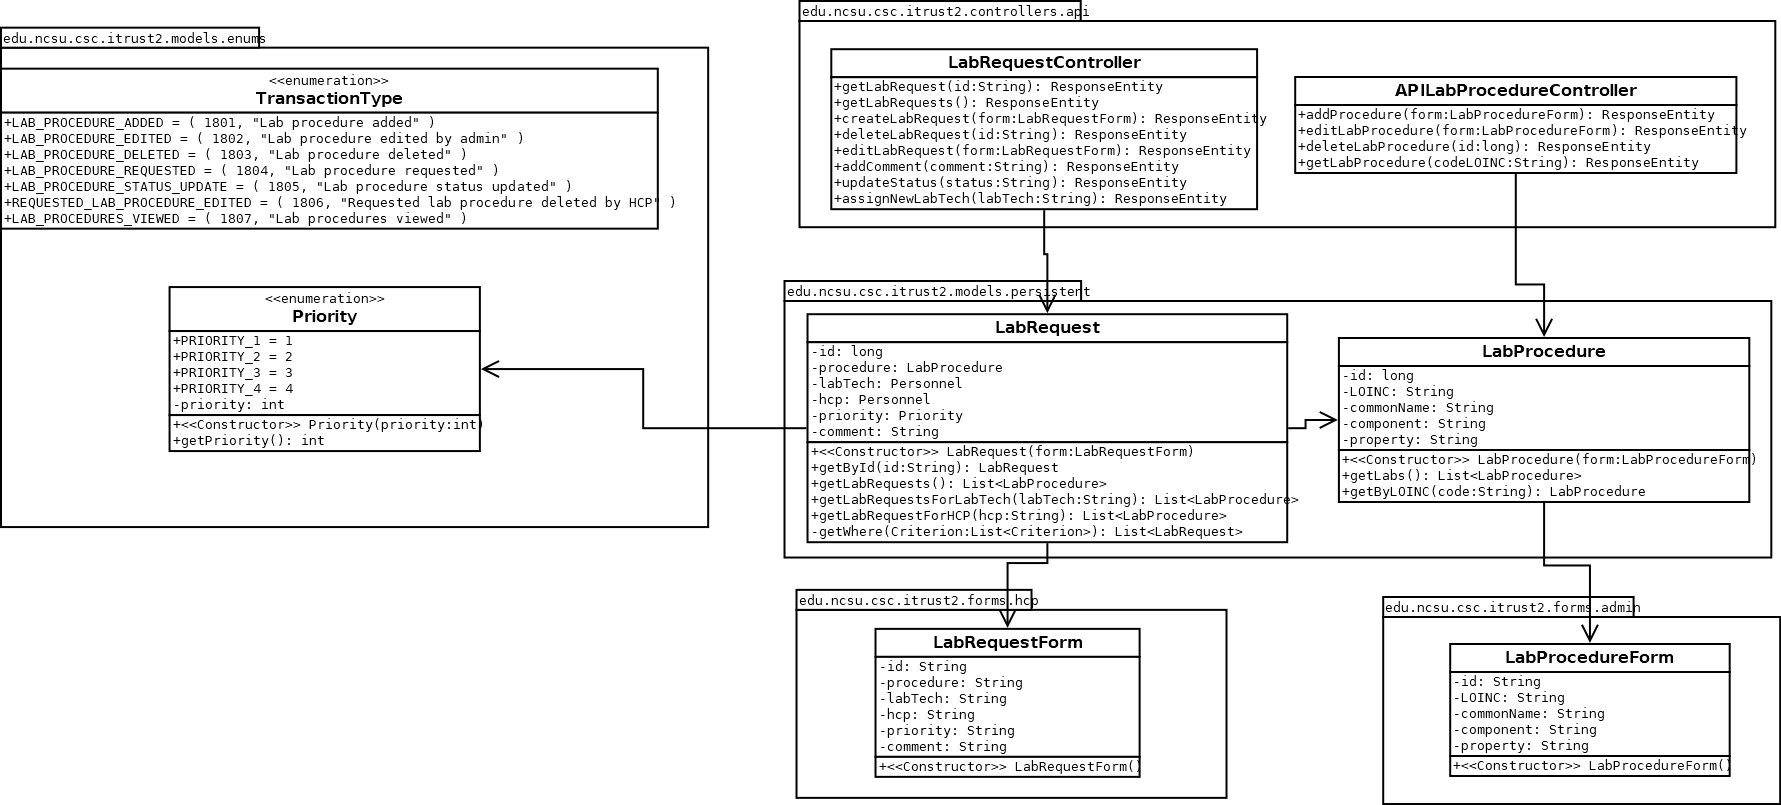 edu.ncsu.csc.itrust2.models.enums
<<enumeration>>
TransactionType
+LAB_PROCEDURE_ADDED = ( 1801, "Lab procedure added" )
+LAB_PROCEDURE_EDITED = ( 1802, "Lab procedure edited by admin" )
+LAB_PROCEDURE_DELETED = ( 1803, "Lab procedure deleted" )
+LAB_PROCEDURE_REQUESTED = ( 1804, "Lab procedure requested" )
+LAB_PROCEDURE_STATUS_UPDATE = ( 1805, "Lab procedure status updated" )
+REQUESTED_LAB_PROCEDURE_EDITED = ( 1806, "Requested lab procedure deleted by HCP" )
+LAB_PROCEDURES_VIEWED = ( 1807, "Lab procedures viewed" )
<<enumeration>>
Priority
+PRIORITY_1 = 1
+PRIORITY_2 = 2
+PRIORITY_3 = 3
+PRIORITY_4 = 4
-priority: int
+<<Constructor>> Priority(priority:int)
+getPriority(): int
edu.ncsu.csc.itrust2.controllers.api
LabRequestController
+getLabRequest(id:String): ResponseEntity
+getLabRequests(): ResponseEntity
+createLabRequest(form:LabRequestForm): ResponseEntity
+deleteLabRequest(id:String): ResponseEntity
+editLabRequest(form:LabRequestForm): ResponseEntity
+addComment(comment:String): ResponseEntity
+updateStatus(status:String): ResponseEntity
+assignNewLabTech(labTech:String): ResponseEntity
APILabProcedureController
+addProcedure(form:LabProcedureForm): ResponseEntity
+editLabProcedure(form:LabProcedureForm): ResponseEntity
+deleteLabProcedure(id:long): ResponseEntity
+getLabProcedure(codeLOINC:String): ResponseEntity
edu.ncsu.csc.itrust2.models.persistent
LabRequest
-id: long
-procedure: LabProcedure
-labTech: Personnel
-hcp: Personnel
-priority: Priority
-comment: String
+<<Constructor>> LabRequest(form:LabRequestForm)
+getById(id:String): LabRequest
+getLabRequests(): List<LabProcedure>
+getLabRequestsForLabTech(labTech:String): List<LabProcedure>
+getLabRequestForHCP(hcp:String): List<LabProcedure>
-getWhere(Criterion:List<Criterion>): List<LabRequest>
LabProcedure
-id: long
-LOINC: String
-commonName: String
-component: String
-property: String
+<<Constructor>> LabProcedure(form:LabProcedureForm)
+getLabs(): List<LabProcedure>
+getByLOINC(code:String): LabProcedure
edu.ncsu.csc.itrust2.forms.hcp
LabRequestForm
-id: String
-procedure: String
-labTech: String
-hcp: String
-priority: String
-comment: String
+<<Constructor>> LabRequestForm()
edu.ncsu.csc.itrust2.forms.admin
LabProcedureForm
-id: String
-LOINC: String
-commonName: String
-component: String
-property: String
+<<Constructor>> LabProcedureForm()